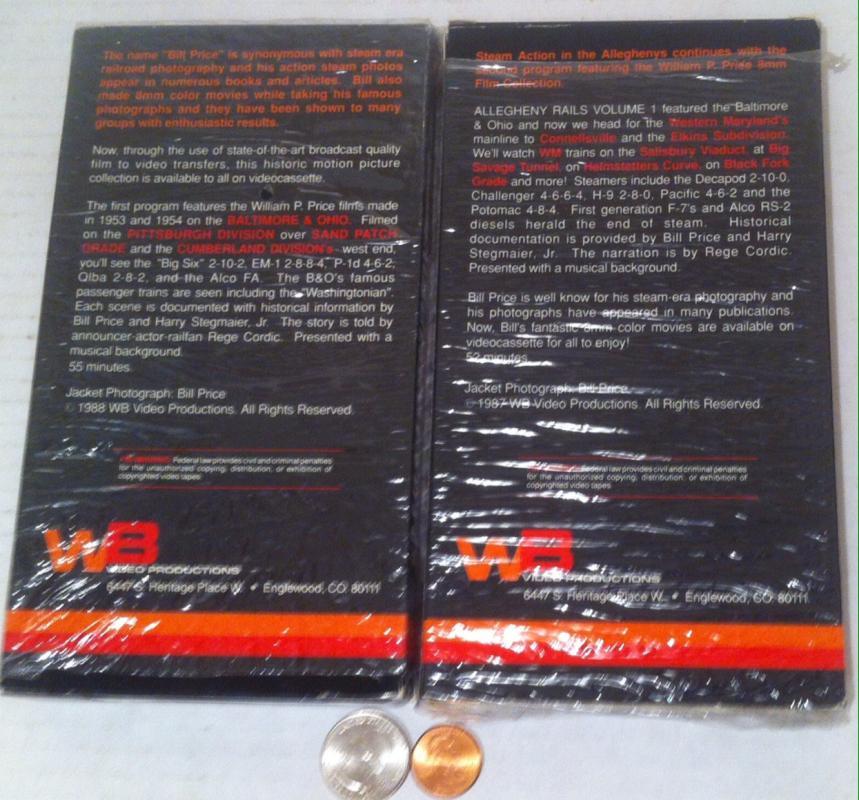 The name "Bill Price" is synonymous with steam era
railroad photography and his action steam photos
appear in numerous books and articles. Bill also
made 8mm color movies while taking his famous
photographs and they have been shown to many
groups with enthusiastic results.
Now, through the use of state-of-the-art broadcast quality
film to video transfers, this historic motion picture
collection is available to all on videocassette.
The first program features the William P. Price films made
in 1953 and 1954 on the BALTIMORE & OHIO. Filmed
on the PITTSBURGH DIVISION over SAND PATCH
GRADE and the CUMBERLAND DIVISION's west end,
you'll see the "Big Six" 2-10-2, EM-1 2-8-8-4, P-1d 4-6-2,
Qlba 2-8-2, and the Alco FA. The B&O's famous
passenger trains are seen including the "Washingtonian".
Each scene is documented with historical information by
Bill Price and Harry Stegmaier, Jr. The story is told by
announcer-actor-railfan Rege Cordic. Presented with a
musical background.
55 minutes.
Jacket Photograph: Bill Price
© 1988 WB Video Productions. All Rights Reserved.
Federal law provides civil and criminal penalties
for the unauthorized copying, distribution, or exhibition of
copyrighted video tapes.
WB
VIDEO PRODUCTIONS
6447 S. Heritage Place W. • Englewood, CO 80111
Steam Action in the Alleghenys continues with the
second program featuring the William P. Price 8mm
Film Collection.
ALLEGHENY RAILS VOLUME 1 featured the Baltimore
& Ohio and now we head for the Western Maryland's
mainline to Connellsville and the Elkins Subdivision.
We'll watch WM trains on the Salisbury Viaduct, at Big
Savage Tunnel, on Helmstetters Curve, on Black Fork
Grade and more! Steamers include the Decapod 2-10-0,
Challenger 4-6-6-4, H-9 2-8-0, Pacific 4-6-2 and the
Potomac 4-8-4. First generation F-7's and Alco RS-2
diesels herald the end of steam. Historical
documentation is provided by Bill Price and Harry
Stegmaier, Jr. The narration is by Rege Cordic.
Presented with a musical background.
Bill Price is well know for his steam-era photography and
his photographs have appeared in many publications.
Now, Bill's fantastic 8mm color movies are available on
videocassette for all to enjoy!
52 minutes.
Jacket Photograph: Bill Price
© 1987 WB Video Productions. All Rights Reserved.
Federal law provides civil and criminal penalties
for the unauthorized copying, distribution, or exhibition of
copyrighted video tapes.
WB
VIDEO PRODUCTIONS
6447 S. Heritage Place W. • Englewood, CO 80111